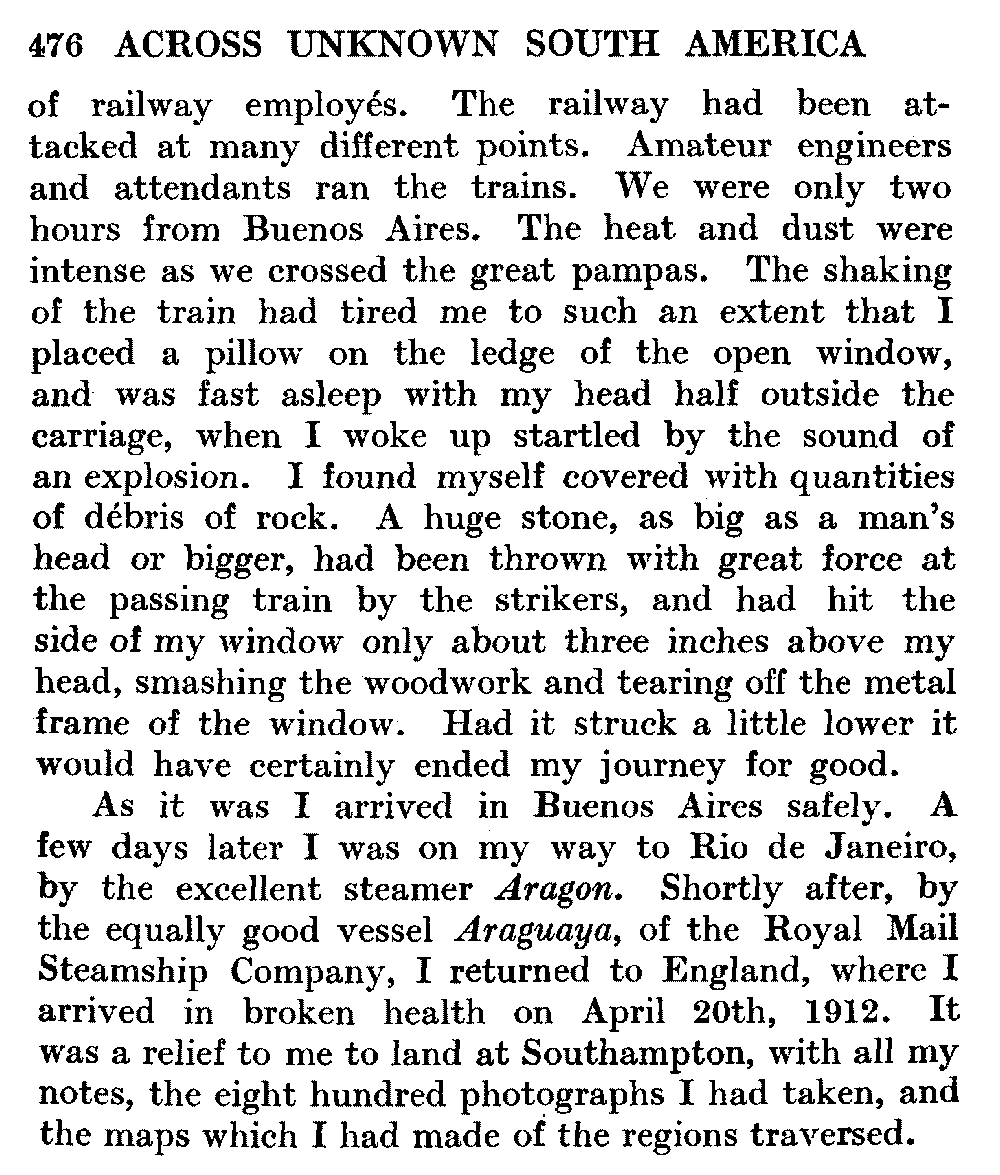 476 ACROSS UNKNOWN SOUTH AMERICA
of railway employés. The railway had been at-
tacked at many different points. Amateur engineers
and attendants ran the trains. We were only two
hours from Buenos Aires. The heat and dust were
intense as we crossed the great pampas. The shaking
of the train had tired me to such an extent that I
placed a pillow on the ledge of the open window,
and was fast asleep with my head half outside the
carriage, when I woke up startled by the sound of
an explosion. I found myself covered with quantities
of débris of rock. A huge stone, as big as a man's
head or bigger, had been thrown with great force at
the passing train by the strikers, and had hit the
side of my window only about three inches above my
head, smashing the woodwork and tearing off the metal
frame of the window. Had it struck a little lower it
would have certainly ended my journey for good.
As it was I arrived in Buenos Aires safely. A
few days later I was on my way to Rio de Janeiro,
by the excellent steamer Aragon. Shortly after, by
the equally good vessel Araguaya, of the Royal Mail
Steamship Company, I returned to England, where I
arrived in broken health on April 20th, 1912. It
was a relief to me to land at Southampton, with all my
notes, the eight hundred photographs I had taken, and
the maps which I had made of the regions traversed.